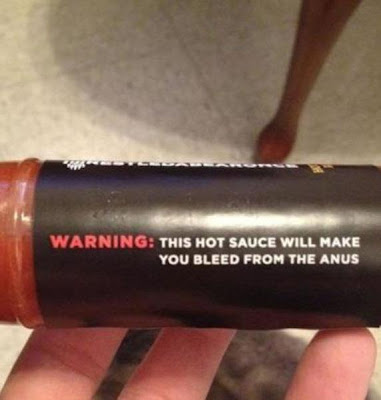 WARNING: THIS HOT SAUCE WILL MAKE
YOU BLEED FROM THE ANUS